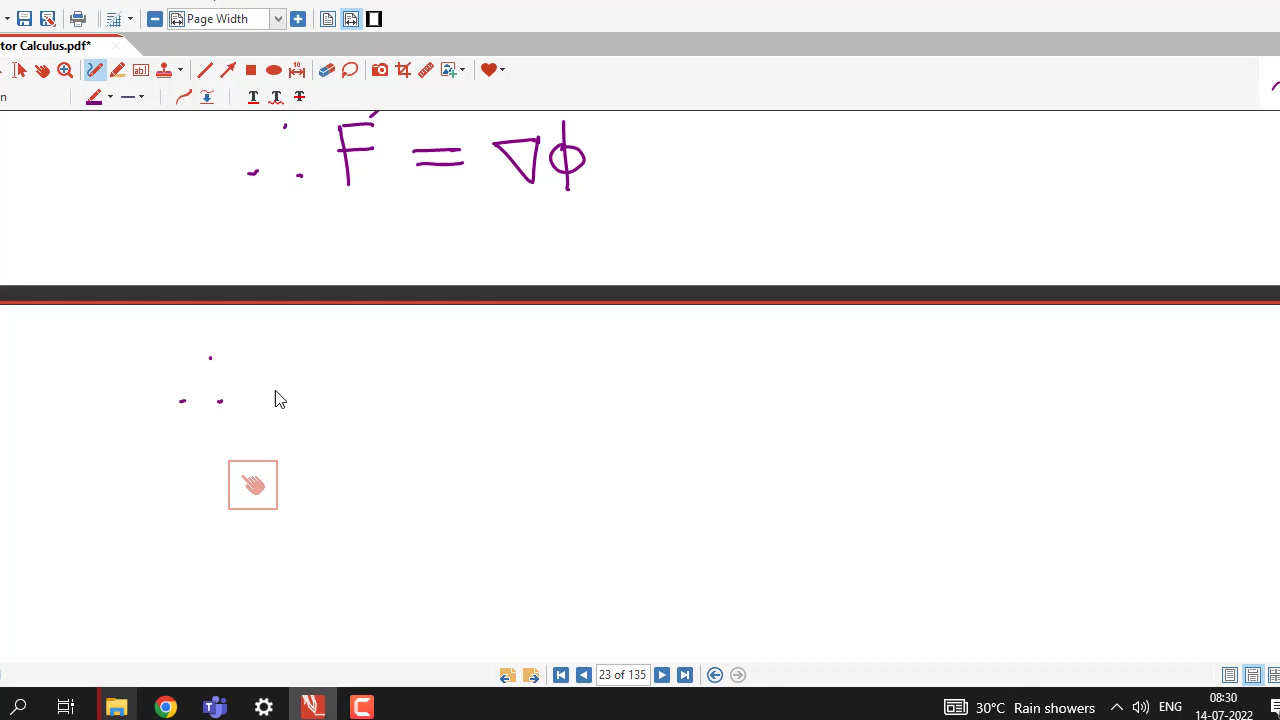 Page Width
tor Calculus.pdf*
T T T
n
∴ F = ∇ϕ
∴
23 of 135
08:30
30°C Rain showers ENG
14-07-2022